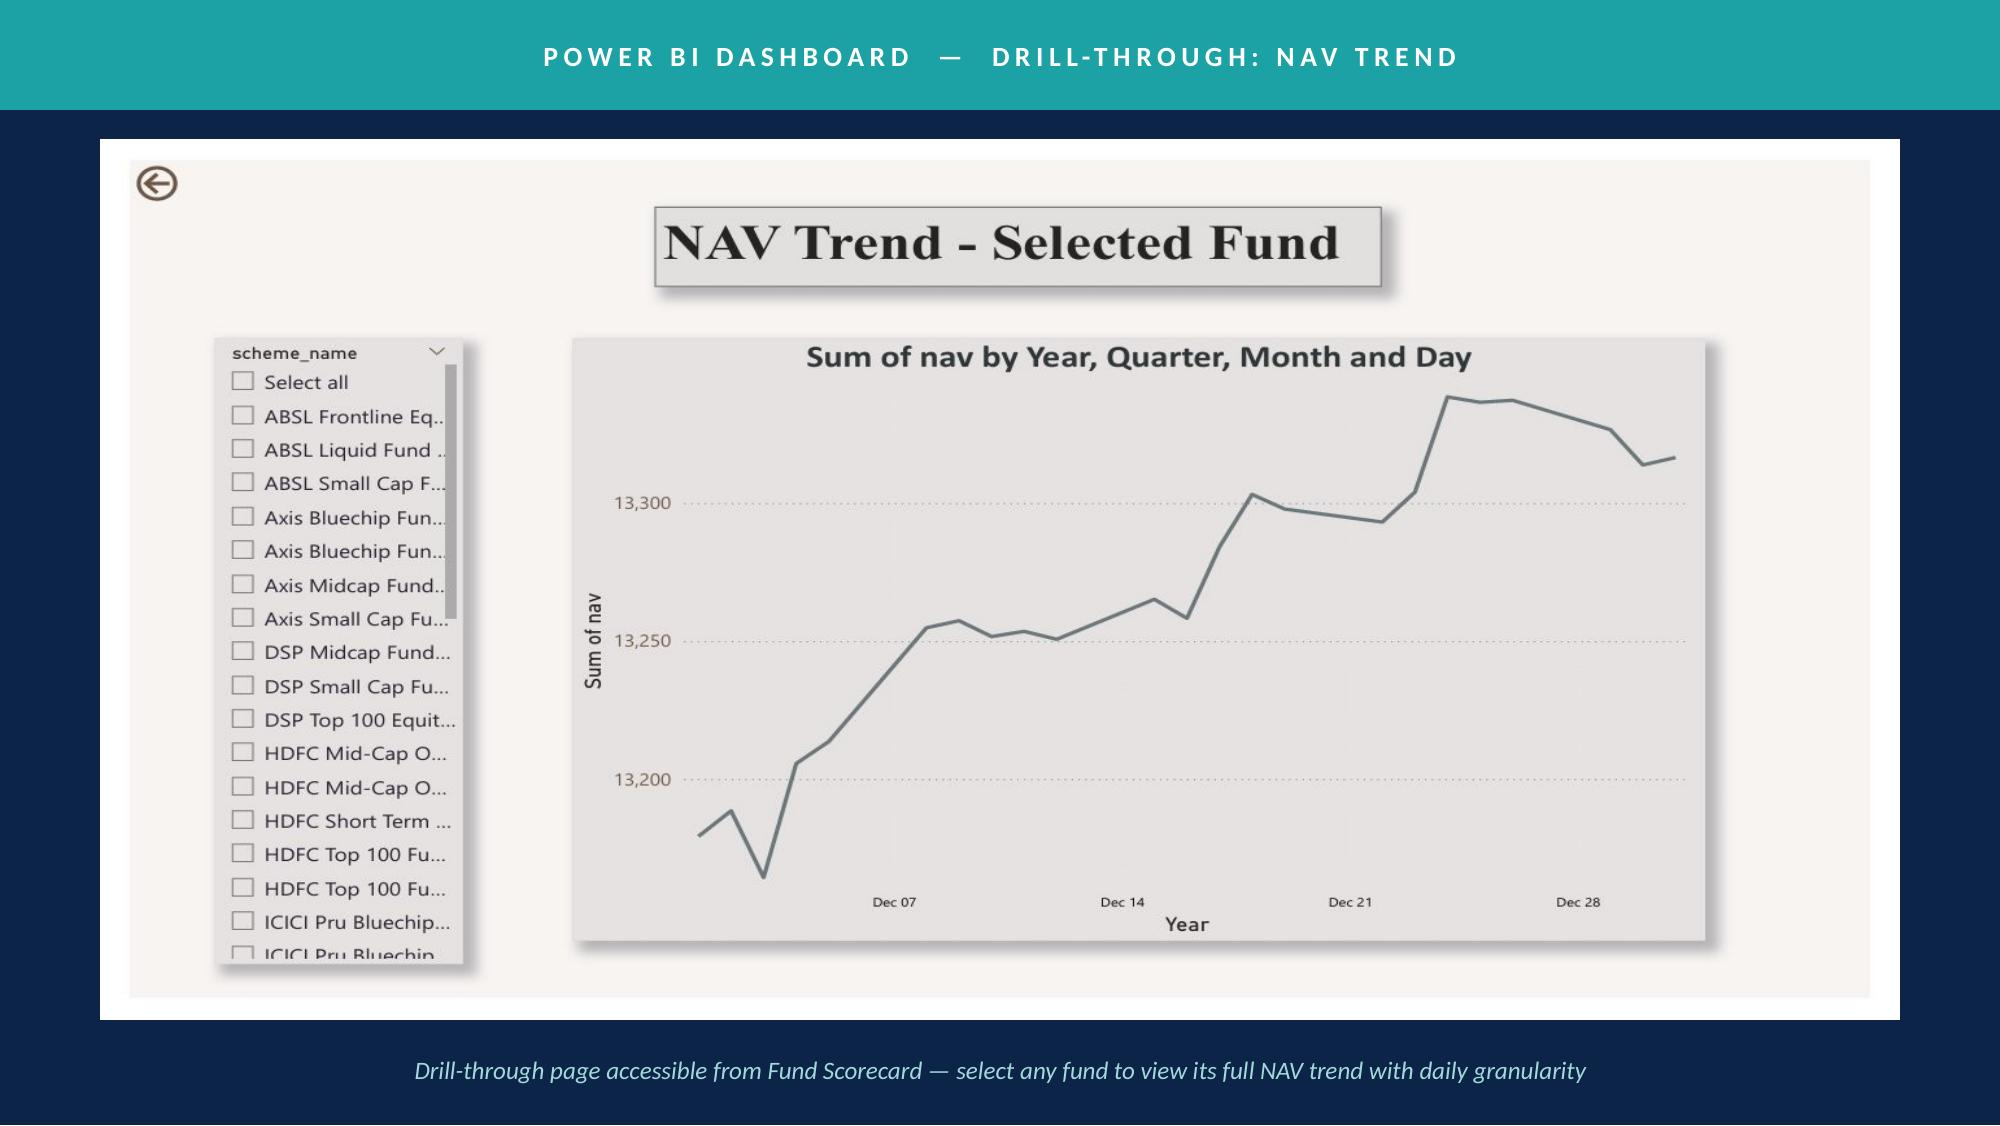 POWER BI DASHBOARD — DRILL-THROUGH: NAV TREND
NAV Trend - Selected Fund
scheme_name
Select all
ABSL Frontline Eq...
ABSL Liquid Fund ...
ABSL Small Cap F...
Axis Bluechip Fun...
Axis Bluechip Fun...
Axis Midcap Fund...
Axis Small Cap Fu...
DSP Midcap Fund...
DSP Small Cap Fu...
DSP Top 100 Equit...
HDFC Mid-Cap O...
HDFC Mid-Cap O...
HDFC Short Term ...
HDFC Top 100 Fu...
HDFC Top 100 Fu...
ICICI Pru Bluechip...
ICICI Pru Bluechip
Sum of nav by Year, Quarter, Month and Day
Sum of nav
13,300
13,250
13,200
Dec 07 Dec 14 Dec 21 Dec 28
Year
Drill-through page accessible from Fund Scorecard — select any fund to view its full NAV trend with daily granularity